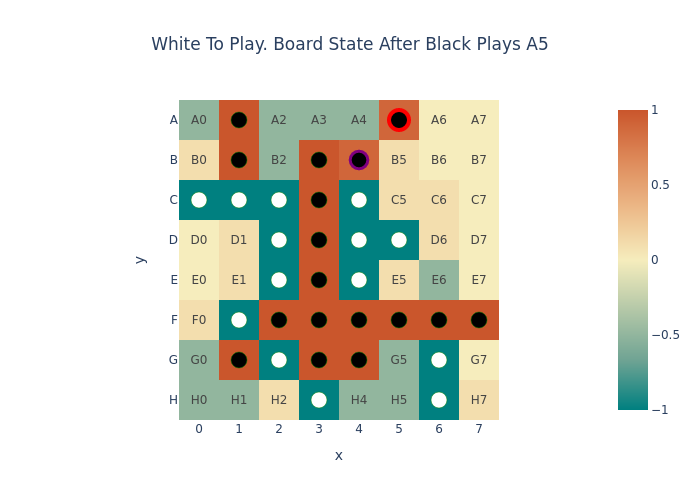 White To Play. Board State After Black Plays A5
A A0 A2 A3 A4 A6 A7
B B0 B2 B5 B6 B7
C C5 C6 C7
D D0 D1 D6 D7
E E0 E1 E5 E6 E7
F F0
G G0 G5 G7
H H0 H1 H2 H4 H5 H7
0 1 2 3 4 5 6 7
x
y
1
0.5
0
−0.5
−1